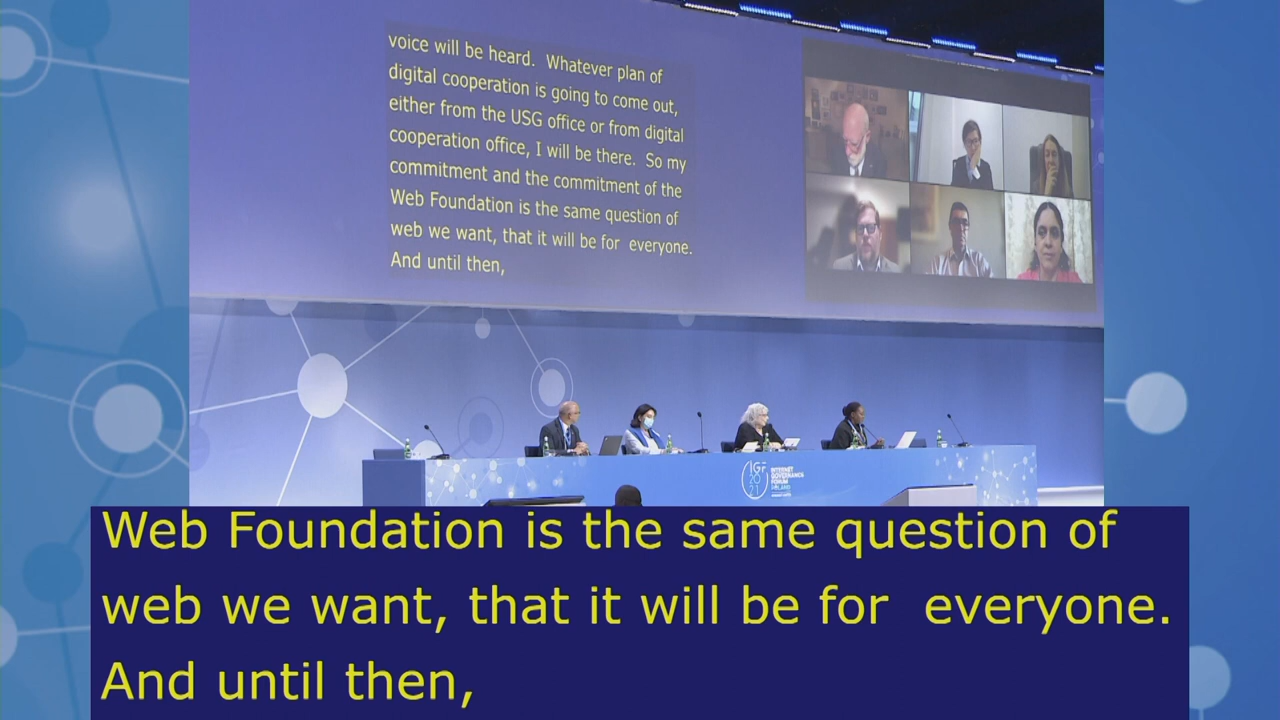 voice will be heard.  Whatever plan of
digital cooperation is going to come out,
either from the USG office or from digital
cooperation office, I will be there.  So my
commitment and the commitment of the
Web Foundation is the same question of
web we want, that it will be for  everyone.
And until then,
IGF
20
21
INTERNET
GOVERNANCE
FORUM
POLAND
Web Foundation is the same question of
web we want, that it will be for  everyone.
And until then,